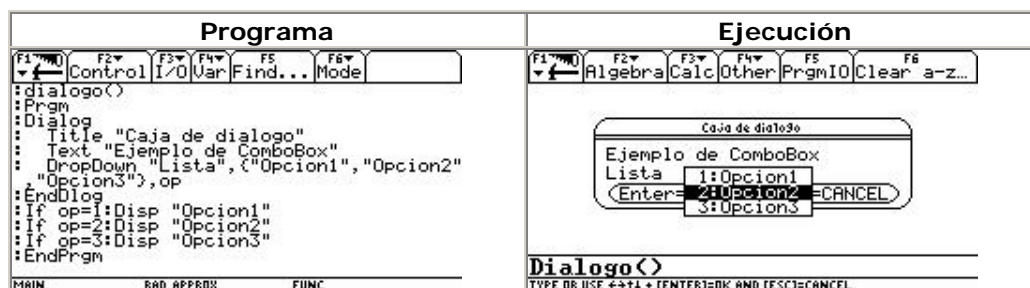 Programa
F1 F2 Control F3 I/O F4 Var F5 Find... F6 Mode
:dialogo()
:Prgm
:Dialog
: Title "Caja de dialogo"
: Text "Ejemplo de ComboBox"
: DropDown "Lista",{"Opcion1","Opcion2"
,"Opcion3"},op
:EndDlog
:If op=1:Disp "Opcion1"
:If op=2:Disp "Opcion2"
:If op=3:Disp "Opcion3"
:EndPrgm
MAIN RAD APPROX FUNC
Ejecución
F1 F2 Algebra F3 Calc F4 Other F5 PrgmIO F6 Clear a-z...
Caja de dialogo
Ejemplo de ComboBox
Lista 1:Opcion1
Enter= 2:Opcion2 =CANCEL
3:Opcion3
Dialogo()
TYPE OR USE ←→↑↓ + [ENTER]=OK AND [ESC]=CANCEL